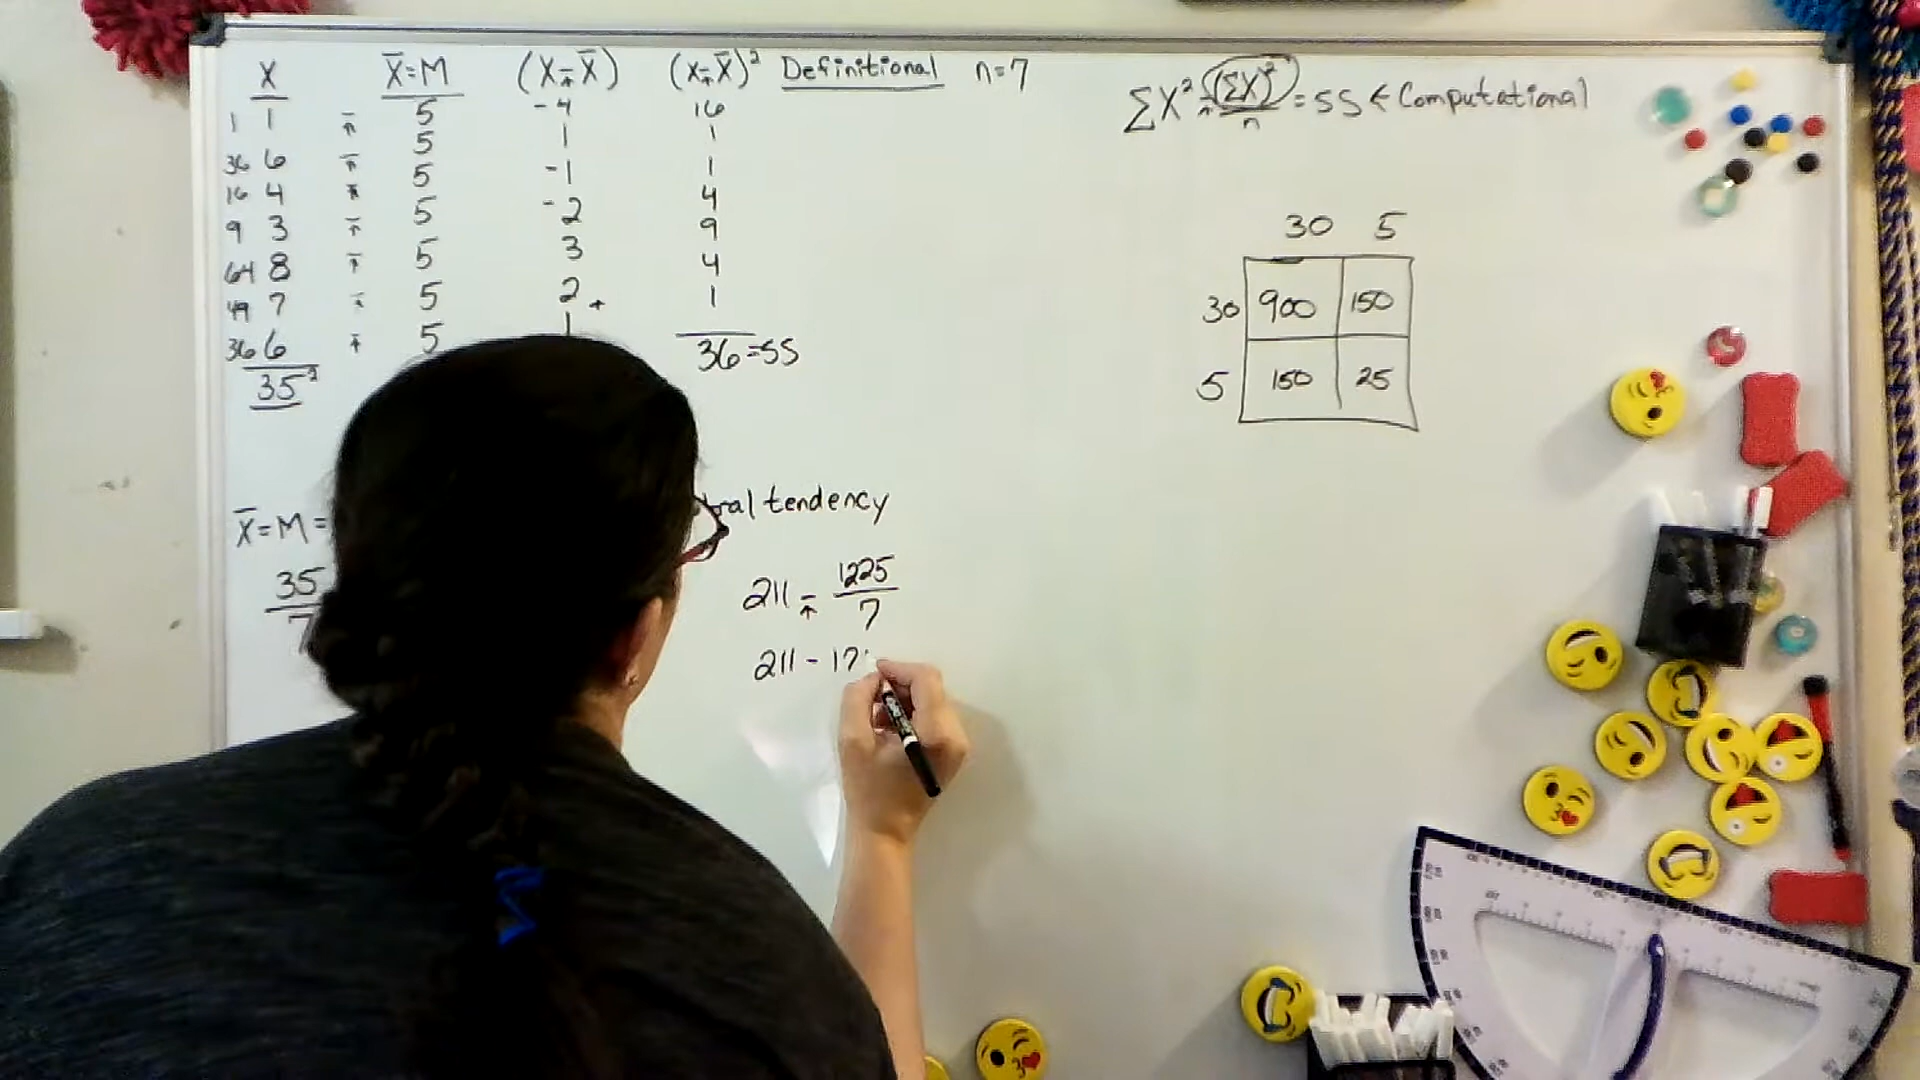 X X̄=M (X-X̄) (X-X̄)² Definitional n=7
1 1 - 5 -4 16
36 6 - 5 1 1
16 4 - 5 -1 1
9 3 - 5 -2 4
64 8 - 5 3 9
49 7 - 5 2 + 4
36 6 - 5 1 1
35² 36=SS
ΣX² - (ΣX)²/n = SS ← Computational
30 5
30 900 150
5 150 25
X̄=M= tendency
35
7
211 - 1225/7
211 - 17